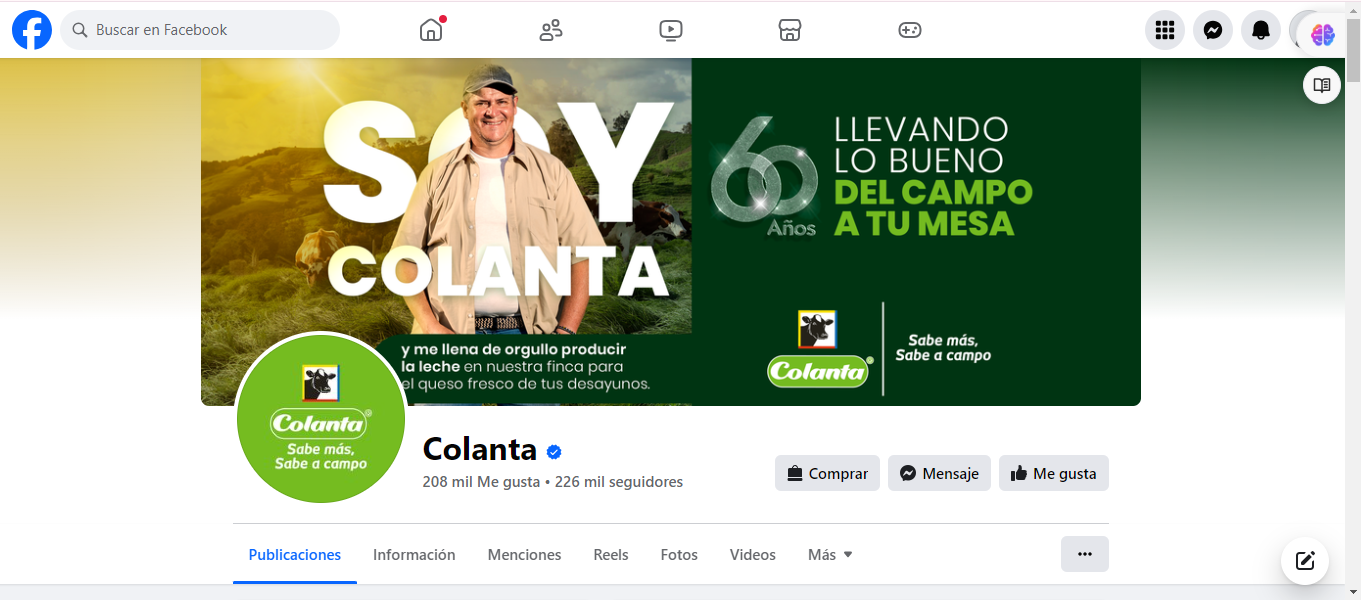 Buscar en Facebook
SOY
COLANTA
y me llena de orgullo producir
la leche en nuestra finca para
el queso fresco de tus desayunos.
60
Años
LLEVANDO
LO BUENO
DEL CAMPO
A TU MESA
Colanta®
Sabe más,
Sabe a campo
Colanta®
Sabe más,
Sabe a campo
Colanta
208 mil Me gusta • 226 mil seguidores
Comprar
Mensaje
Me gusta
Publicaciones
Información
Menciones
Reels
Fotos
Videos
Más